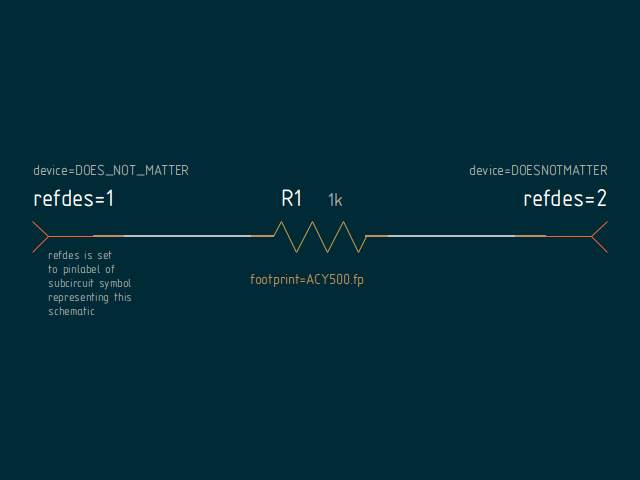 device=DOES_NOT_MATTER
device=DOESNOTMATTER
refdes=1
R1
1k
refdes=2
refdes is set
to pinlabel of
subcircuit symbol
representing this
schematic
footprint=ACY500.fp